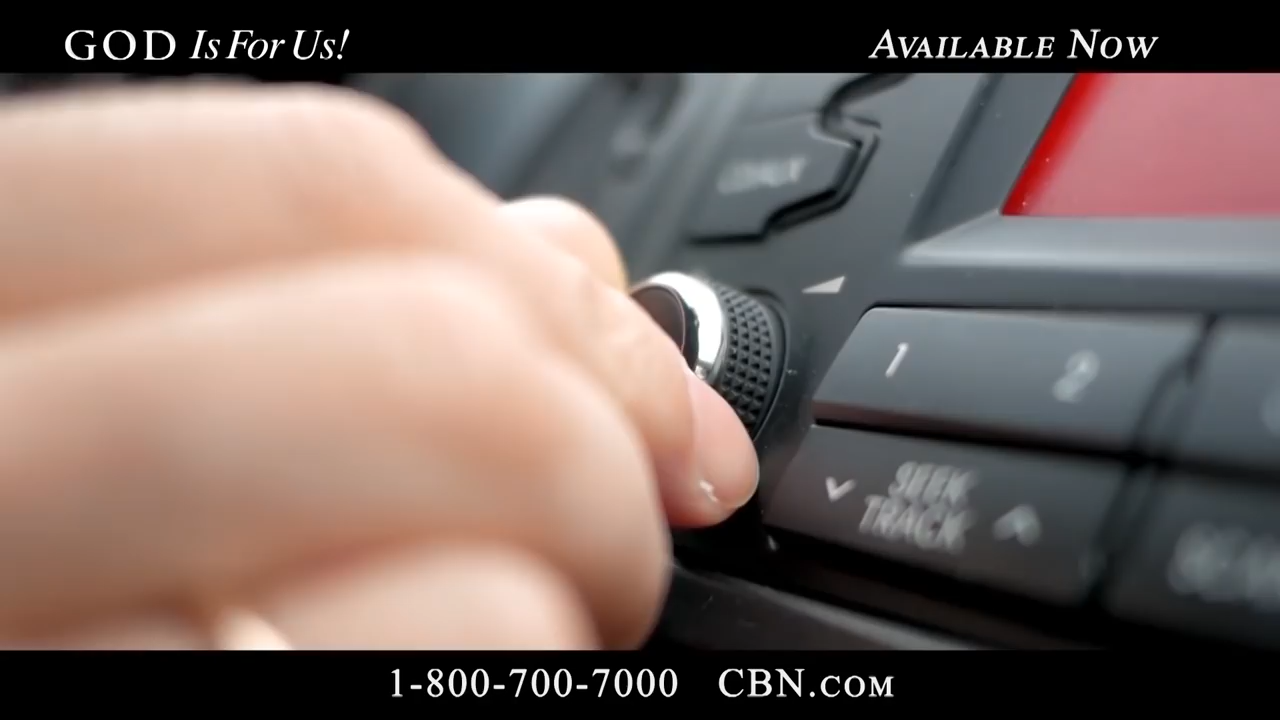 GOD Is For Us!
AVAILABLE NOW
1
2
SEEK
TRACK
1-800-700-7000 CBN.COM